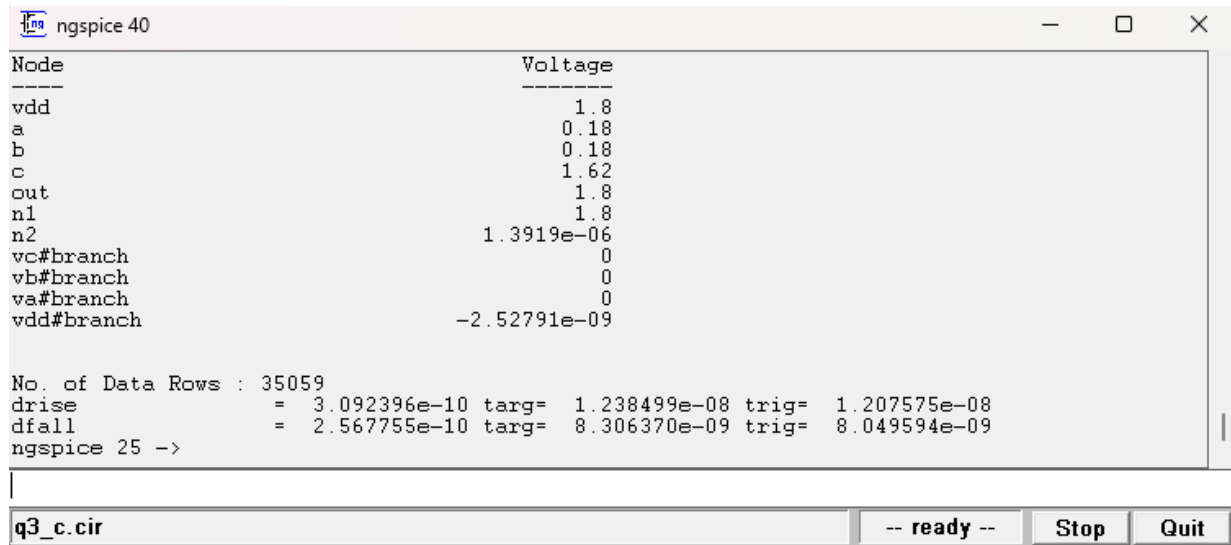 ngspice 40
Node Voltage
---- -------
vdd 1.8
a 0.18
b 0.18
c 1.62
out 1.8
n1 1.8
n2 1.3919e-06
vc#branch 0
vb#branch 0
va#branch 0
vdd#branch -2.52791e-09
No. of Data Rows : 35059
drise = 3.092396e-10 targ= 1.238499e-08 trig= 1.207575e-08
dfall = 2.567755e-10 targ= 8.306370e-09 trig= 8.049594e-09
ngspice 25 ->
q3_c.cir -- ready -- Stop Quit